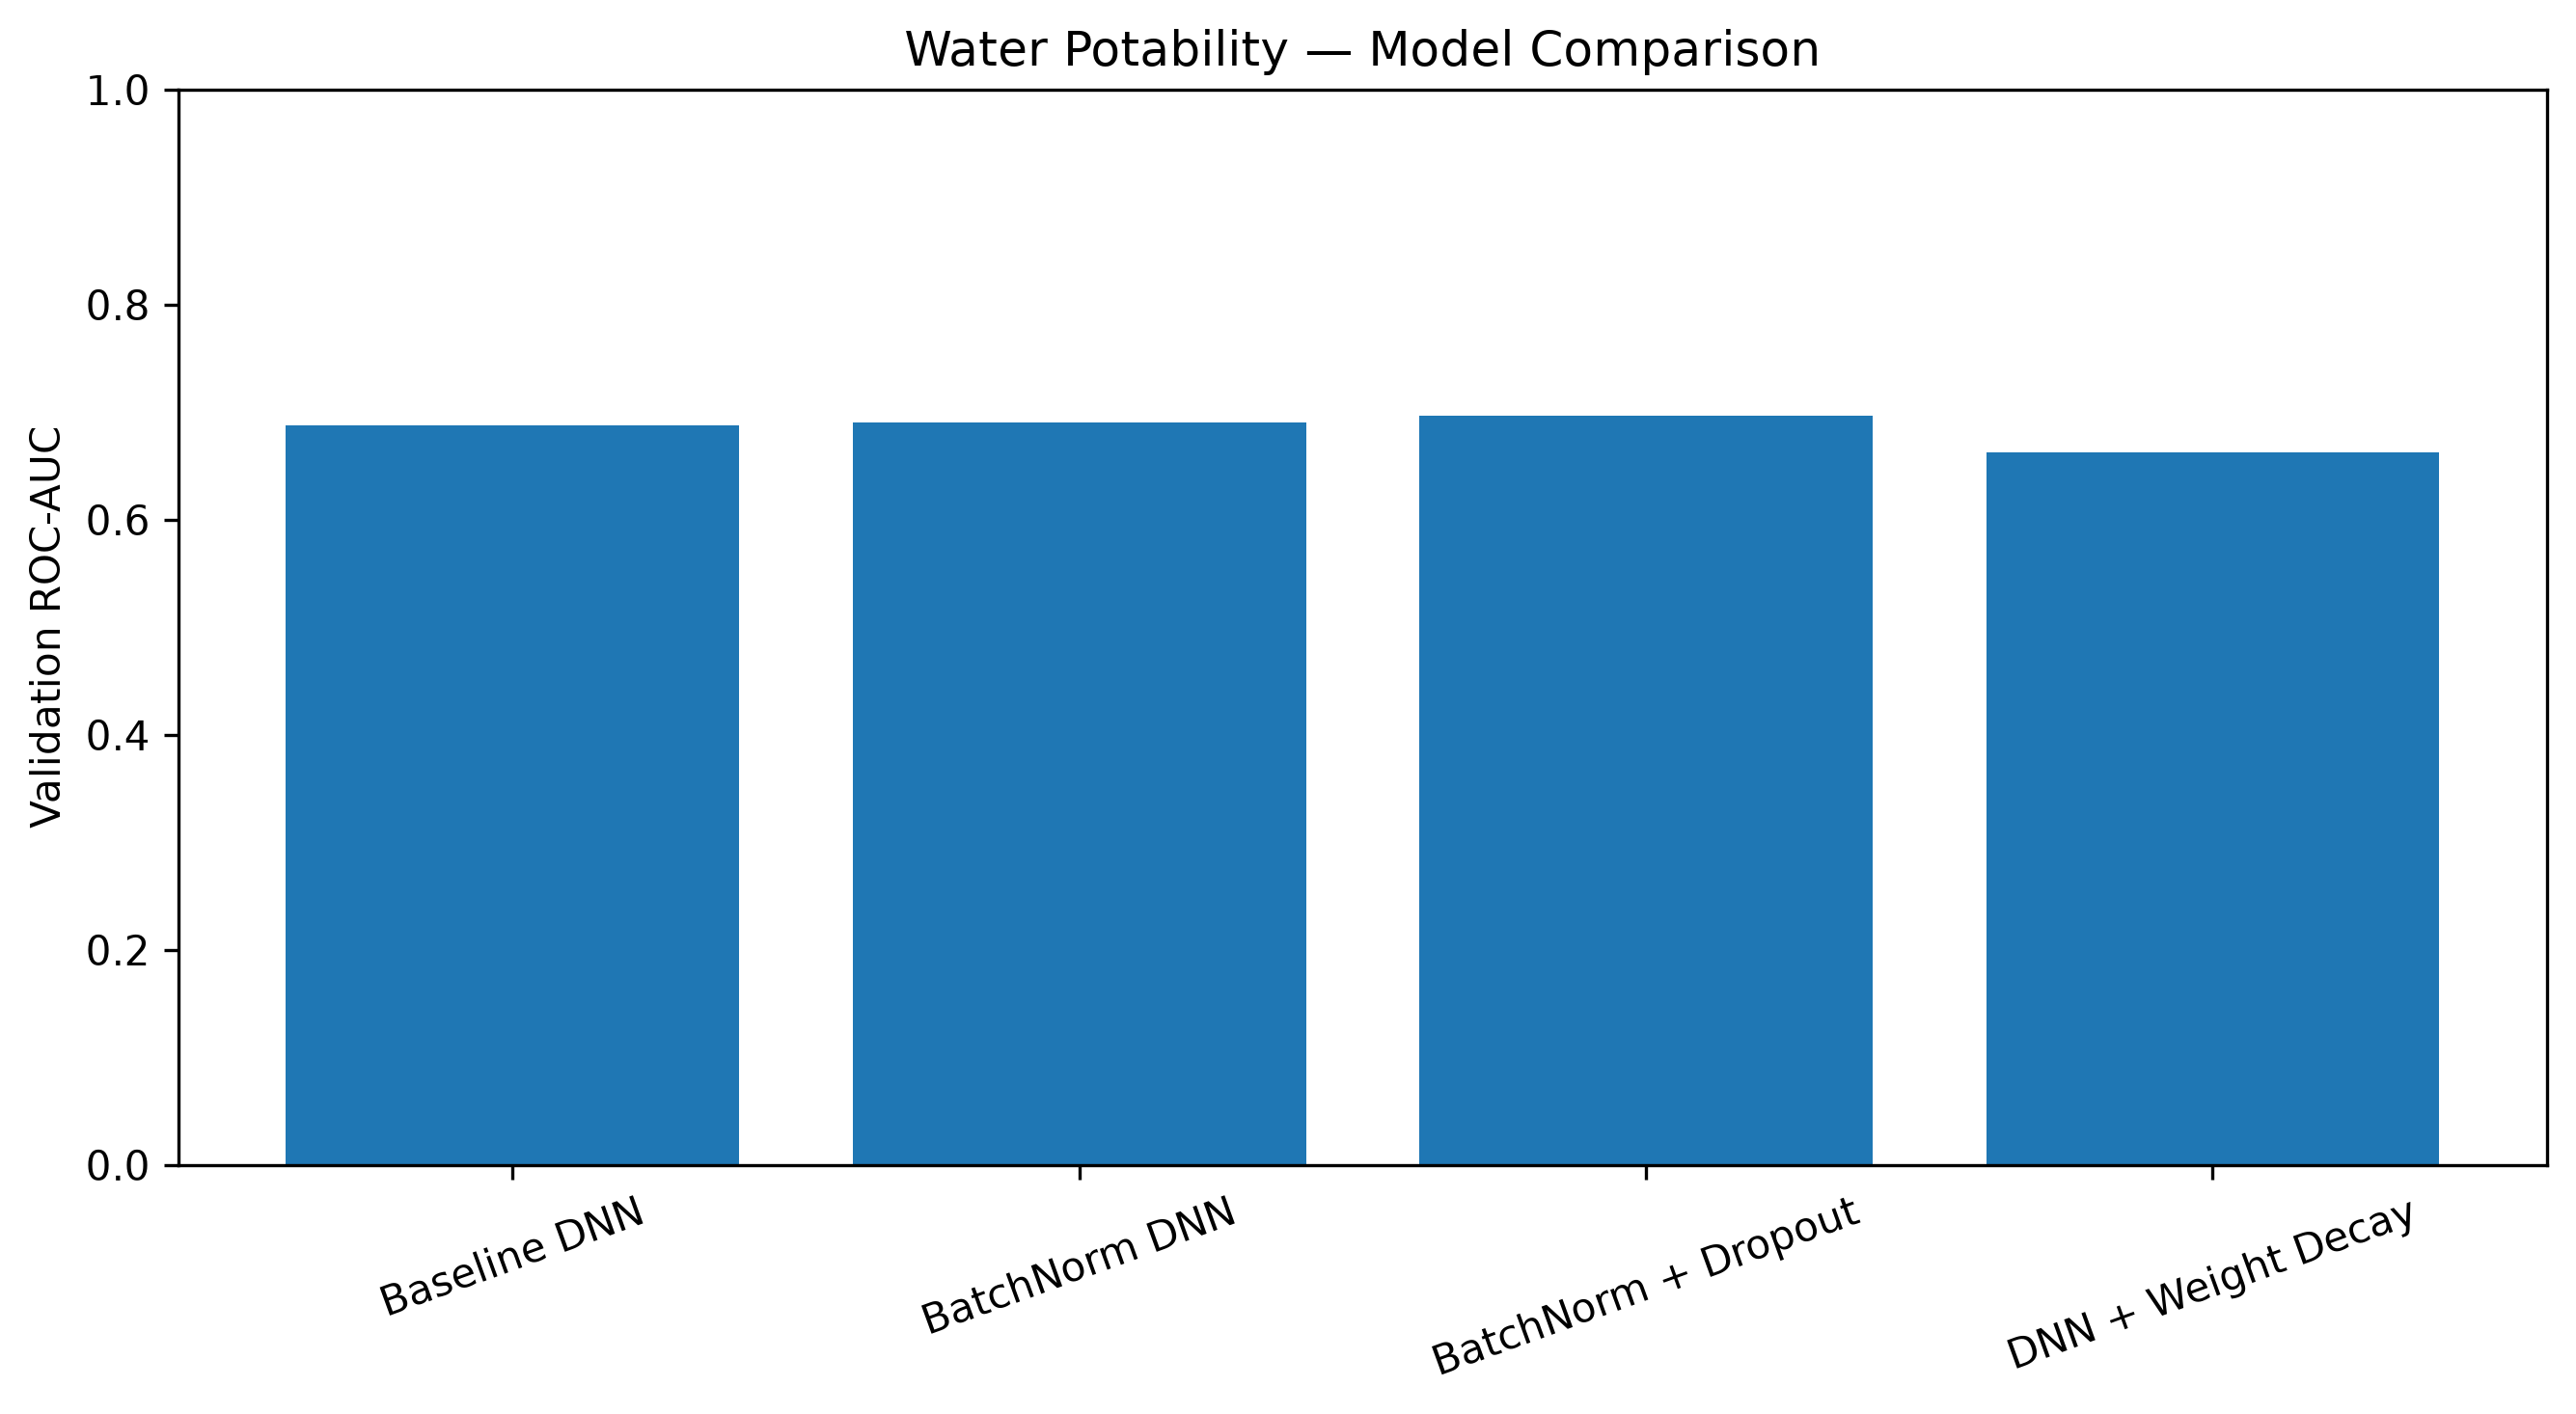 Water Potability — Model Comparison
Validation ROC-AUC
1.0
0.8
0.6
0.4
0.2
0.0
Baseline DNN
BatchNorm DNN
BatchNorm + Dropout
DNN + Weight Decay